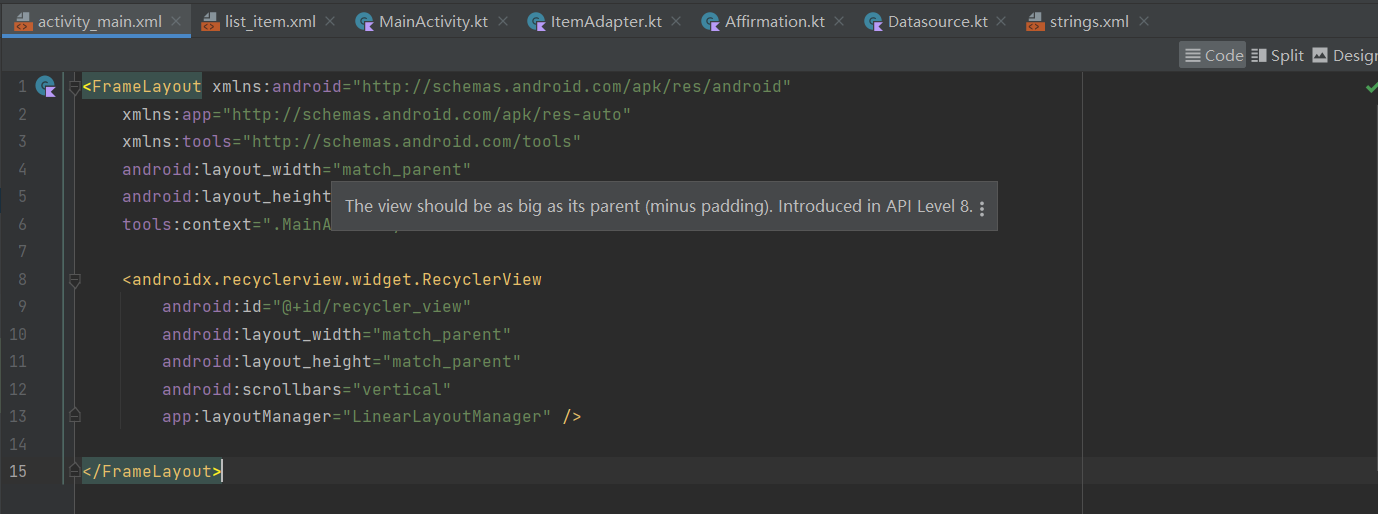 activity_main.xml list_item.xml MainActivity.kt ItemAdapter.kt Affirmation.kt Datasource.kt strings.xml
Code Split Design
1 <FrameLayout xmlns:android="http://schemas.android.com/apk/res/android"
2 xmlns:app="http://schemas.android.com/apk/res-auto"
3 xmlns:tools="http://schemas.android.com/tools"
4 android:layout_width="match_parent"
5 android:layout_height
The view should be as big as its parent (minus padding). Introduced in API Level 8.
6 tools:context=".MainA
7
8 <androidx.recyclerview.widget.RecyclerView
9 android:id="@+id/recycler_view"
10 android:layout_width="match_parent"
11 android:layout_height="match_parent"
12 android:scrollbars="vertical"
13 app:layoutManager="LinearLayoutManager" />
14
15 </FrameLayout>